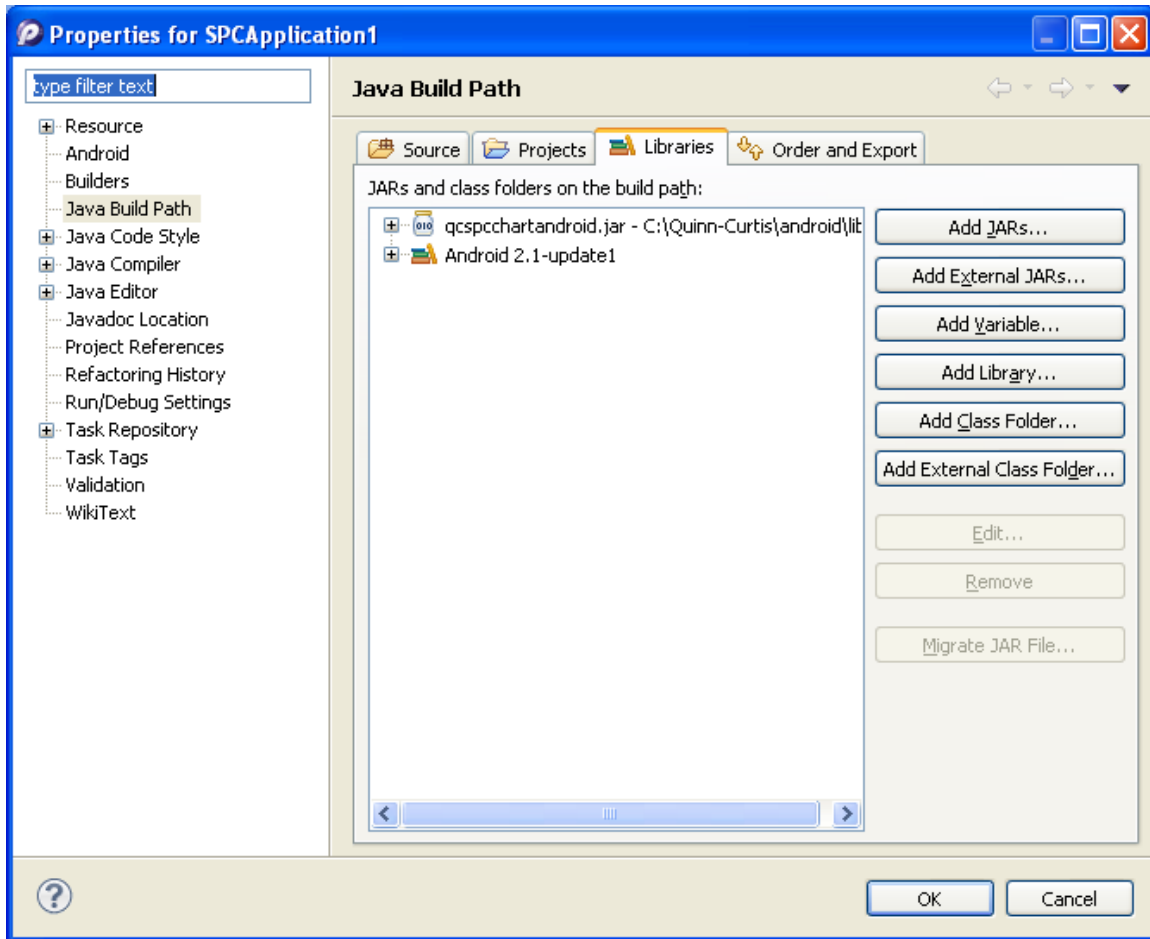 Properties for SPCApplication1
type filter text
Resource
Android
Builders
Java Build Path
Java Code Style
Java Compiler
Java Editor
Javadoc Location
Project References
Refactoring History
Run/Debug Settings
Task Repository
Task Tags
Validation
WikiText
Java Build Path
Source Projects Libraries Order and Export
JARs and class folders on the build path:
qcspcchartandroid.jar - C:\Quinn-Curtis\android\lit
Android 2.1-update1
Add JARs...
Add External JARs...
Add Variable...
Add Library...
Add Class Folder...
Add External Class Folder...
Edit...
Remove
Migrate JAR File...
OK Cancel